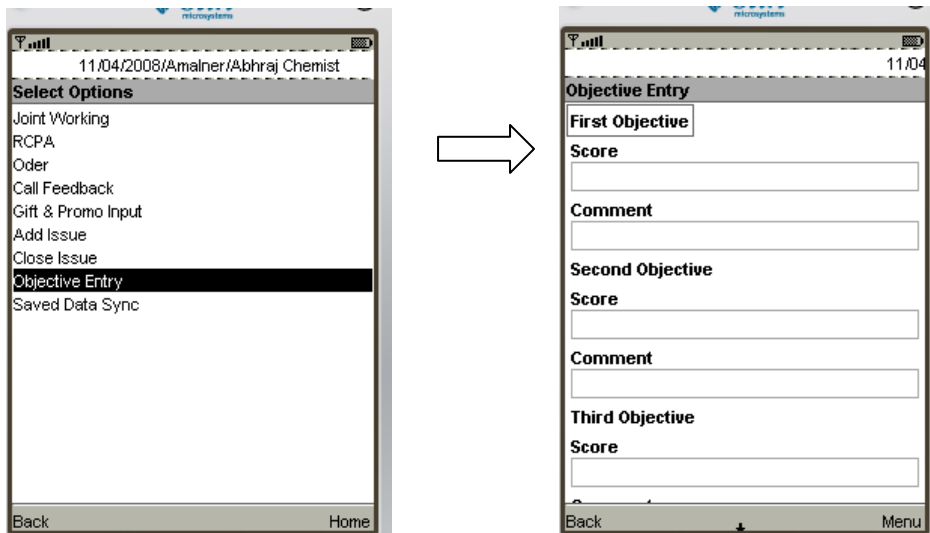 microsystems
11/04/2008/Amalner/Abhraj Chemist
Select Options
Joint Working
RCPA
Oder
Call Feedback
Gift & Promo Input
Add Issue
Close Issue
Objective Entry
Saved Data Sync
Back Home
microsystems
11/04
Objective Entry
First Objective
Score
Comment
Second Objective
Score
Comment
Third Objective
Score
Back Menu